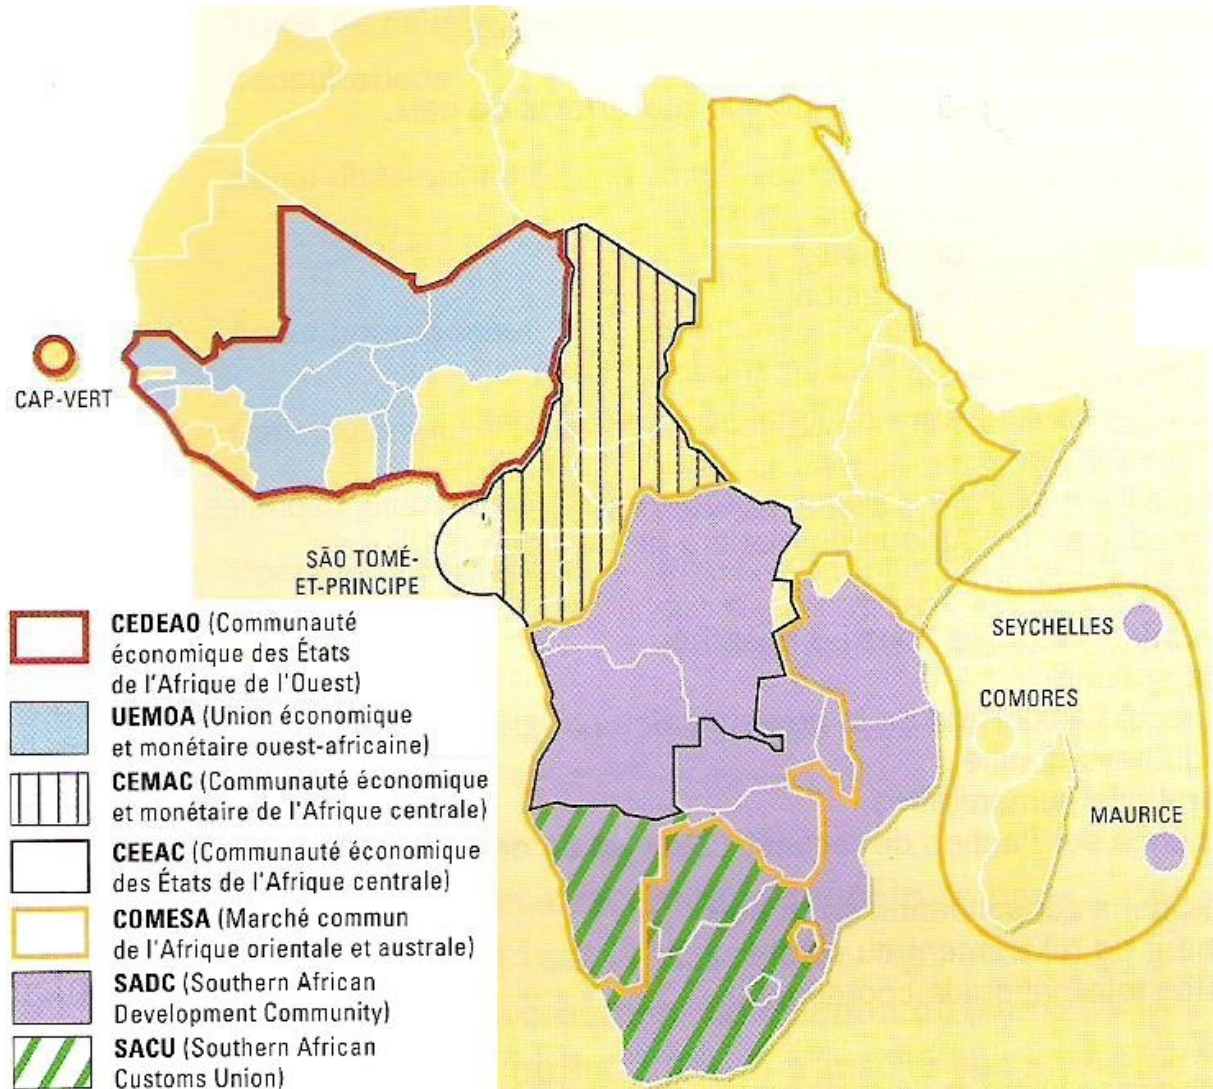 CAP-VERT
SÃO TOMÉ-
ET-PRINCIPE
SEYCHELLES
COMORES
MAURICE
CEDEAO (Communauté
économique des États
de l'Afrique de l'Ouest)
UEMOA (Union économique
et monétaire ouest-africaine)
CEMAC (Communauté économique
et monétaire de l'Afrique centrale)
CEEAC (Communauté économique
des États de l'Afrique centrale)
COMESA (Marché commun
de l'Afrique orientale et australe)
SADC (Southern African
Development Community)
SACU (Southern African
Customs Union)